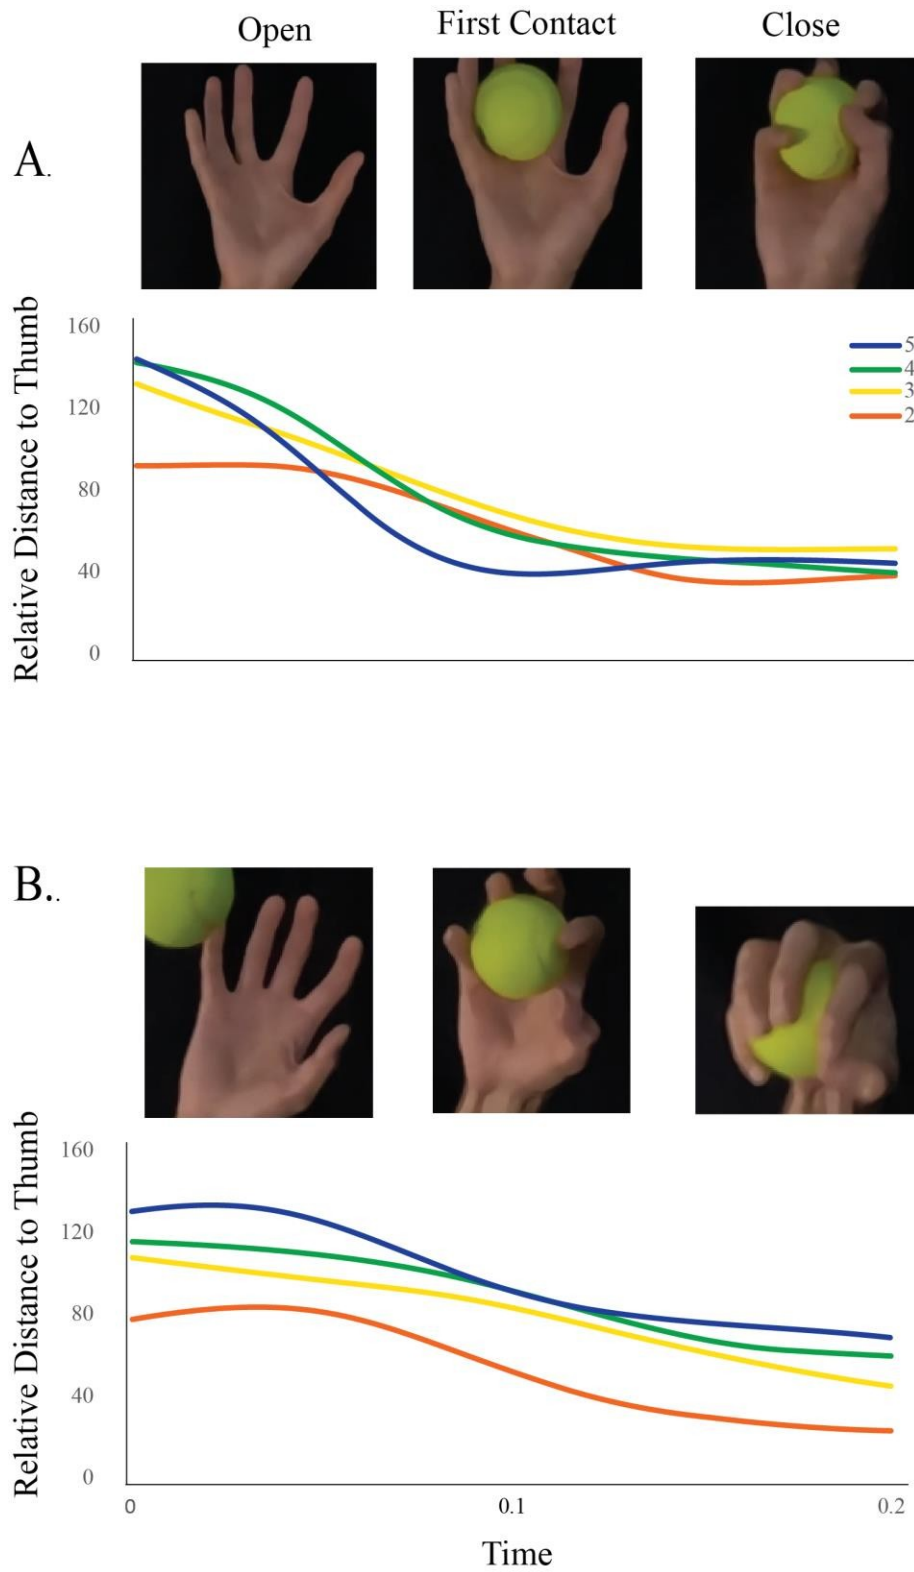 Open First Contact Close
A.
Relative Distance to Thumb
160
120
80
40
0
5
4
3
2
B..
Relative Distance to Thumb
160
120
80
40
0
0 0.1 0.2
Time